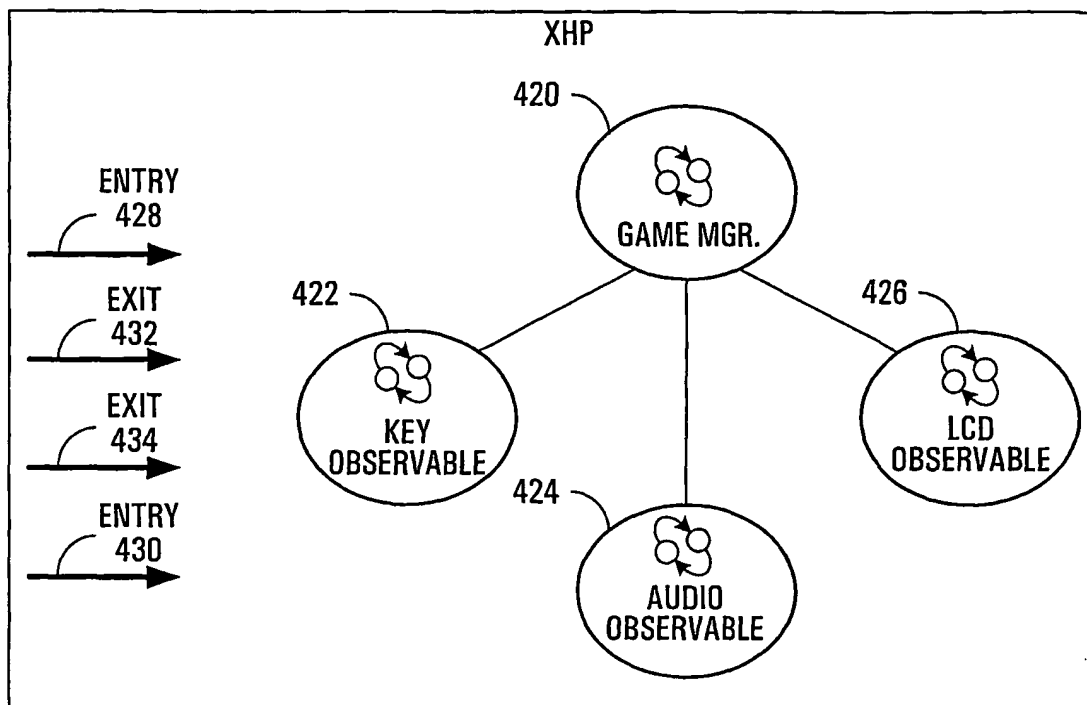 XHP
420
GAME MGR.
ENTRY
428
EXIT
432
EXIT
434
ENTRY
430
422
KEY
OBSERVABLE
426
LCD
OBSERVABLE
424
AUDIO
OBSERVABLE